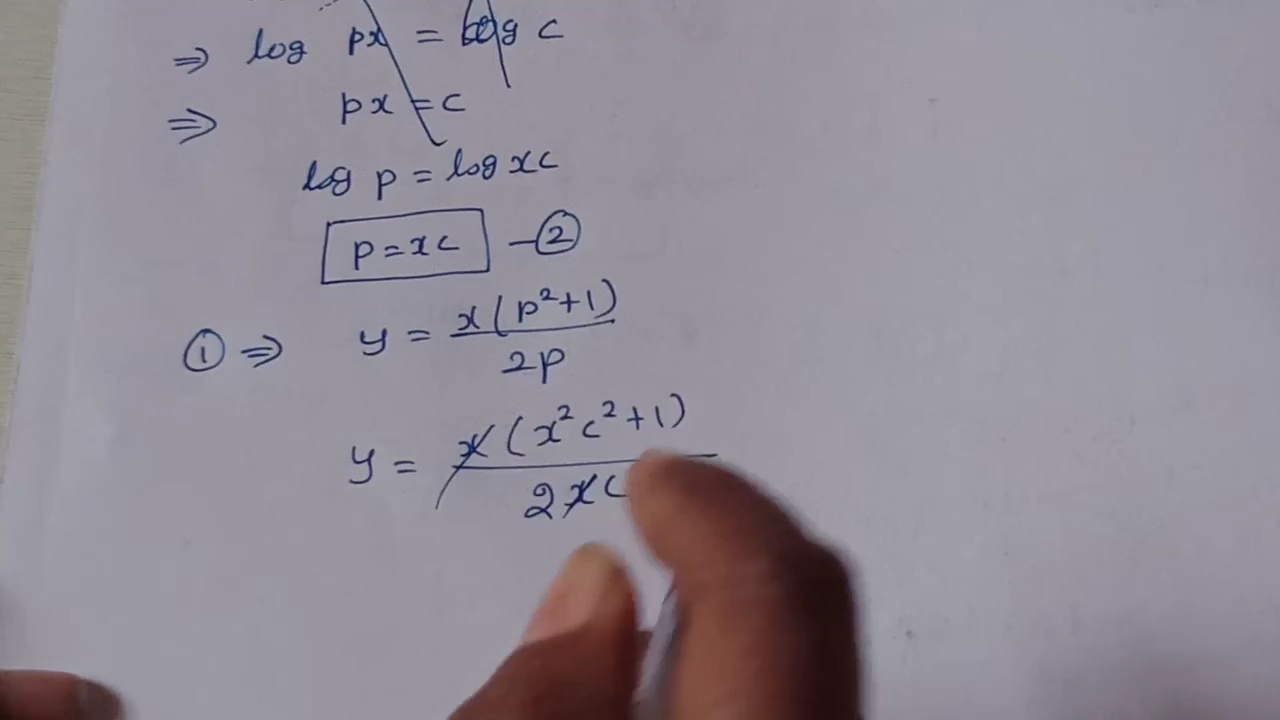 ⇒ log px = log c
⇒ px = c
log p = log xc
p = xc — ②
① ⇒ y = x(p²+1) / 2p
y = x(x²c²+1) / 2xc